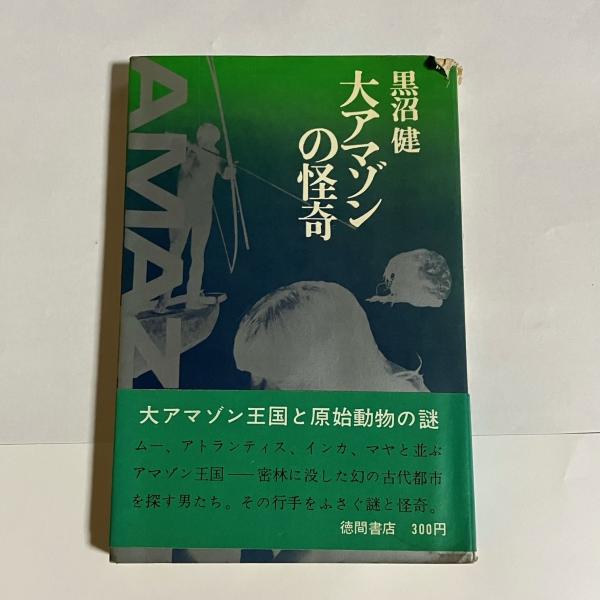 黒沼健
大アマゾン
の怪奇
AMAZ
大アマゾン王国と原始動物の謎
ムー、アトランティス、インカ、マヤと並ぶ
アマゾン王国――密林に没した幻の古代都市
を探す男たち。その行手をふさぐ謎と怪奇。
徳間書店 300円